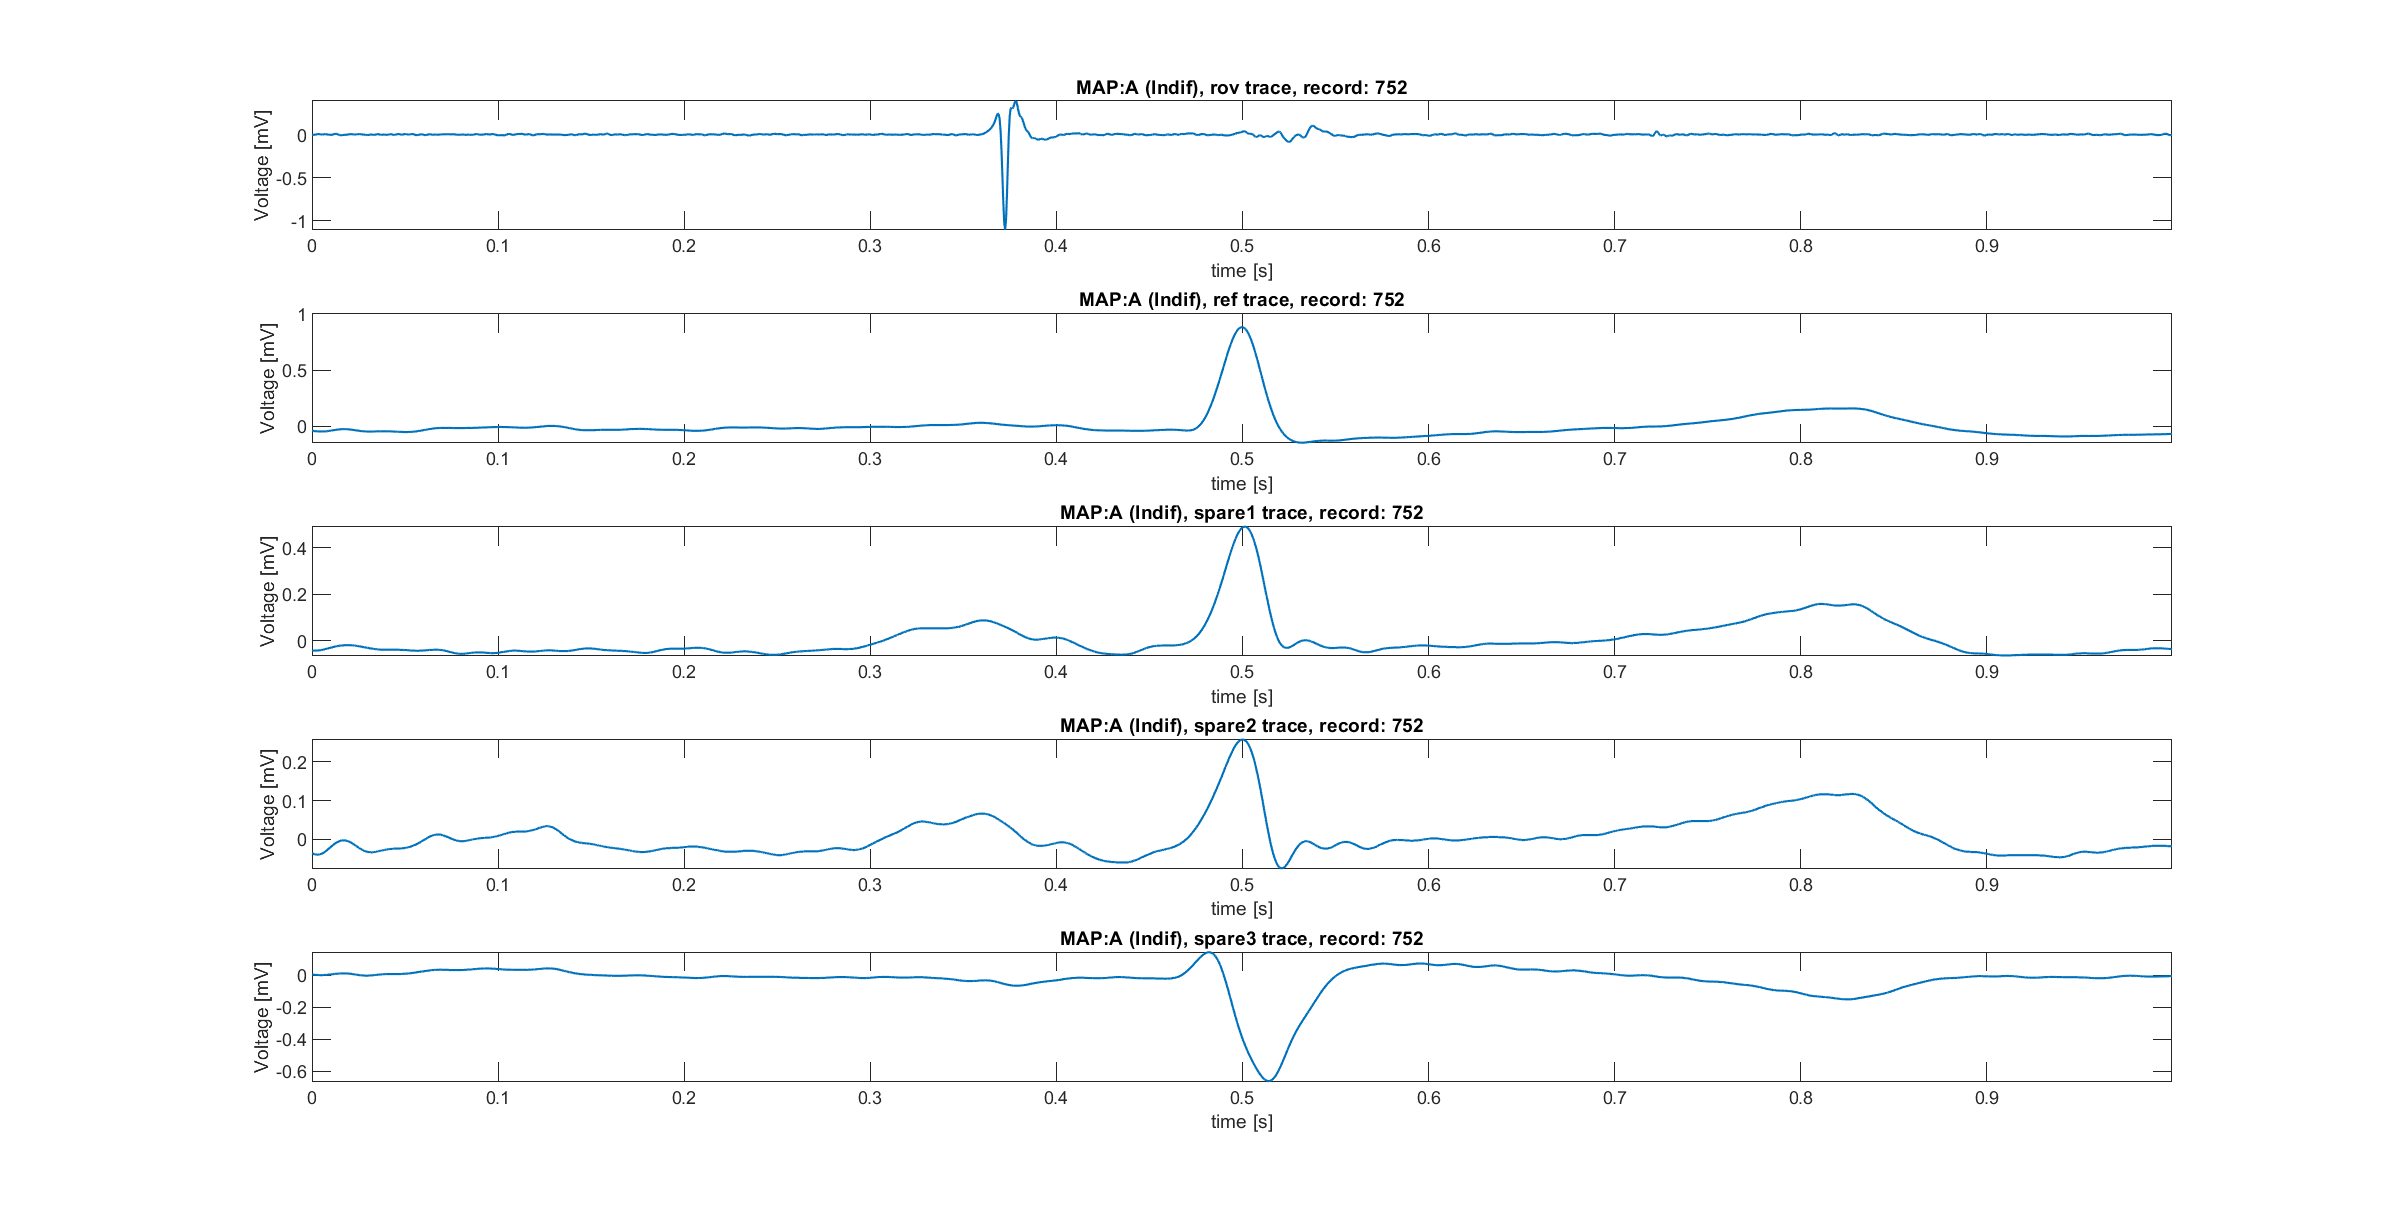 MAP:A (Indif), rov trace, record: 752
Voltage [mV]
0
-0.5
-1
0 0.1 0.2 0.3 0.4 0.5 0.6 0.7 0.8 0.9
time [s]
MAP:A (Indif), ref trace, record: 752
Voltage [mV]
1
0.5
0
0 0.1 0.2 0.3 0.4 0.5 0.6 0.7 0.8 0.9
time [s]
MAP:A (Indif), spare1 trace, record: 752
Voltage [mV]
0.4
0.2
0
0 0.1 0.2 0.3 0.4 0.5 0.6 0.7 0.8 0.9
time [s]
MAP:A (Indif), spare2 trace, record: 752
Voltage [mV]
0.2
0.1
0
0 0.1 0.2 0.3 0.4 0.5 0.6 0.7 0.8 0.9
time [s]
MAP:A (Indif), spare3 trace, record: 752
Voltage [mV]
0
-0.2
-0.4
-0.6
0 0.1 0.2 0.3 0.4 0.5 0.6 0.7 0.8 0.9
time [s]